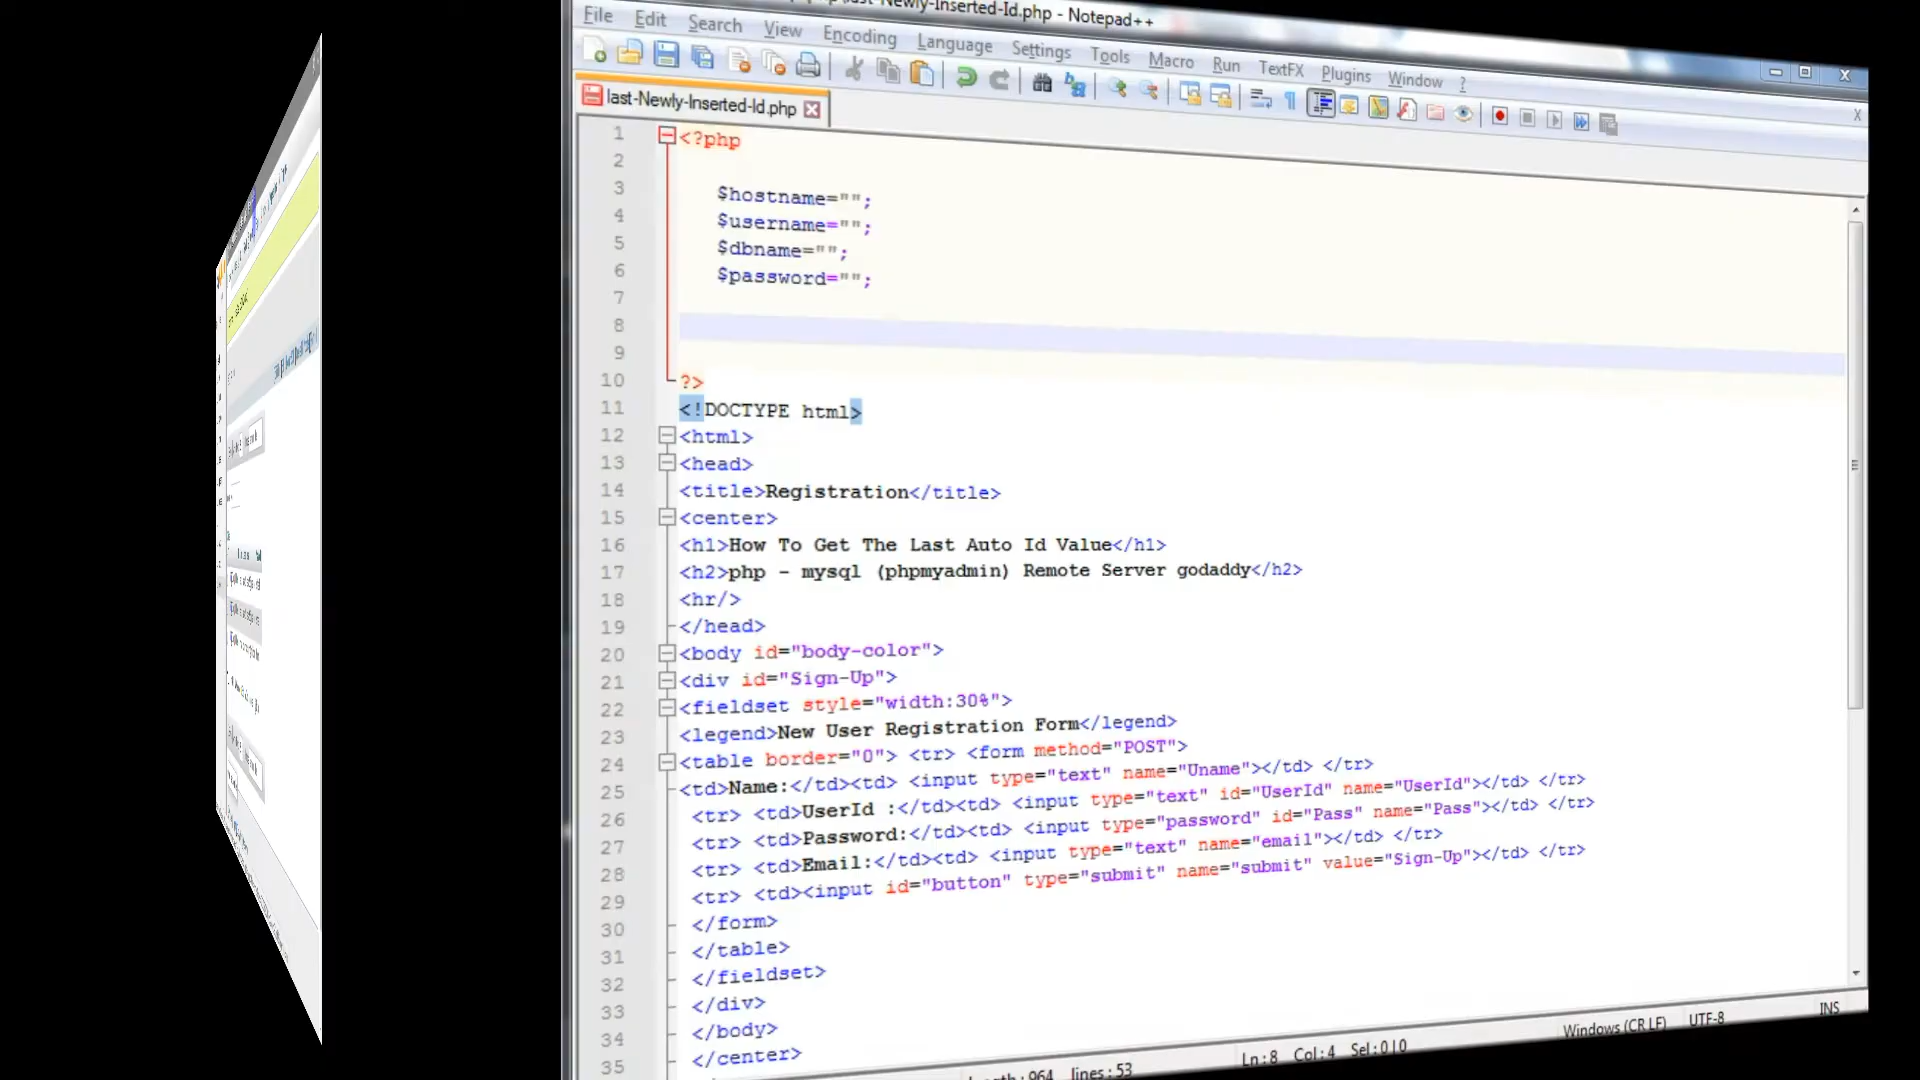 last-Newly-Inserted-Id.php - Notepad++
File Edit Search View Encoding Language Settings Tools Macro Run TextFX Plugins Window ?
last-Newly-Inserted-Id.php
1 <?php
2
3 $hostname="";
4 $username="";
5 $dbname="";
6 $password="";
7
8
9
10 ?>
11 <!DOCTYPE html>
12 <html>
13 <head>
14 <title>Registration</title>
15 <center>
16 <h1>How To Get The Last Auto Id Value</h1>
17 <h2>php - mysql (phpmyadmin) Remote Server godaddy</h2>
18 <hr/>
19 </head>
20 <body id="body-color">
21 <div id="Sign-Up">
22 <fieldset style="width:30%">
23 <legend>New User Registration Form</legend>
24 <table border="0"> <tr> <form method="POST">
25 <td>Name:</td><td> <input type="text" name="Uname"></td> </tr>
26 <tr> <td>UserId :</td><td> <input type="text" id="UserId" name="UserId"></td> </tr>
27 <tr> <td>Password:</td><td> <input type="password" id="Pass" name="Pass"></td> </tr>
28 <tr> <td>Email:</td><td> <input type="text" name="email"></td> </tr>
29 <tr> <td><input id="button" type="submit" name="submit" value="Sign-Up"></td> </tr>
30 </form>
31 </table>
32 </fieldset>
33 </div>
34 </body>
35 </center>
length : 964 lines : 53 Ln : 8 Col : 4 Sel : 0 | 0 Windows (CR LF) UTF-8 INS